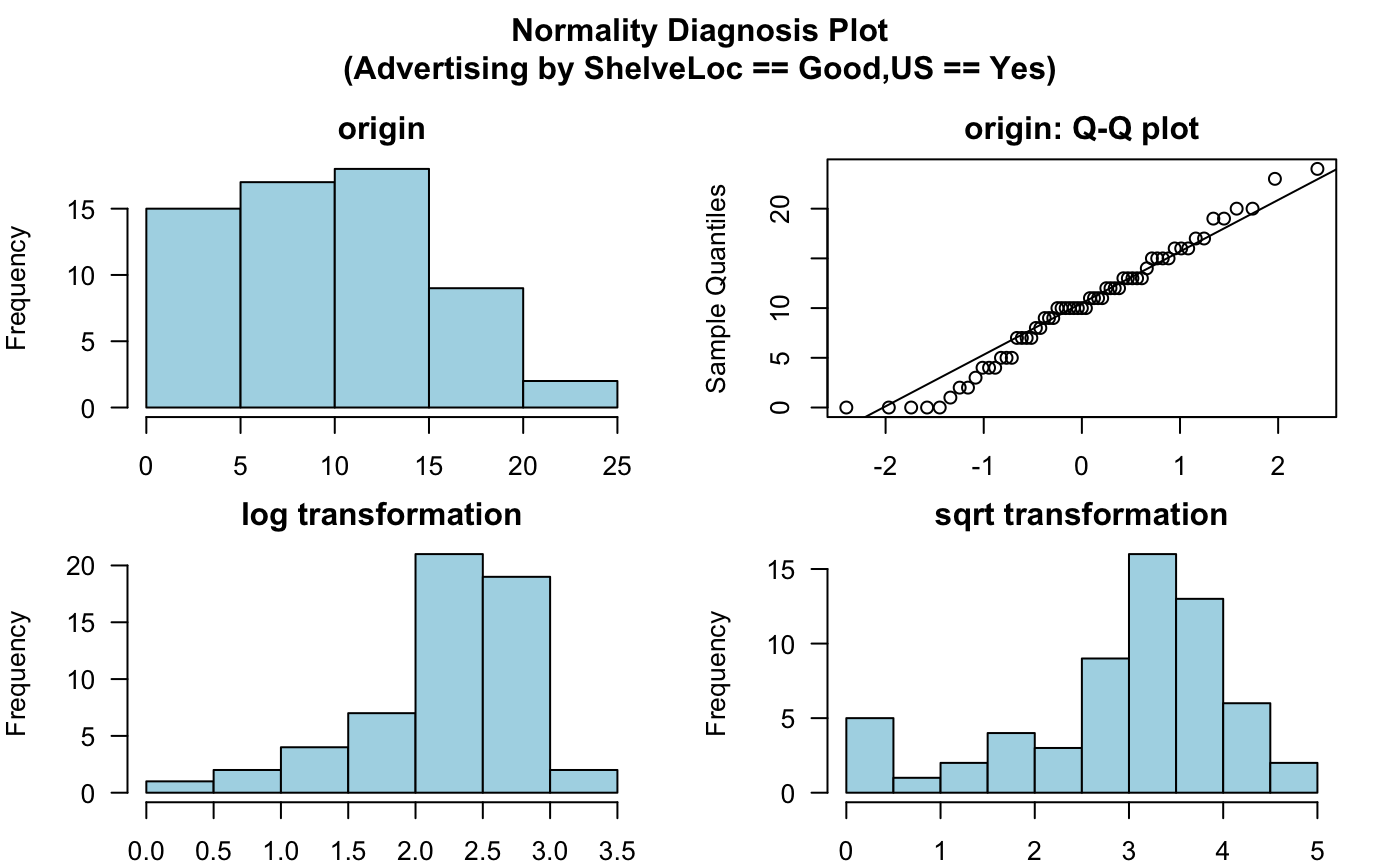 Normality Diagnosis Plot
(Advertising by ShelveLoc == Good,US == Yes)
origin
Frequency
15
10
5
0
0 5 10 15 20 25
origin: Q-Q plot
Sample Quantiles
20
10
5
0
-2 -1 0 1 2
log transformation
Frequency
20
15
10
5
0
0.0 0.5 1.0 1.5 2.0 2.5 3.0 3.5
sqrt transformation
Frequency
15
10
5
0
0 1 2 3 4 5